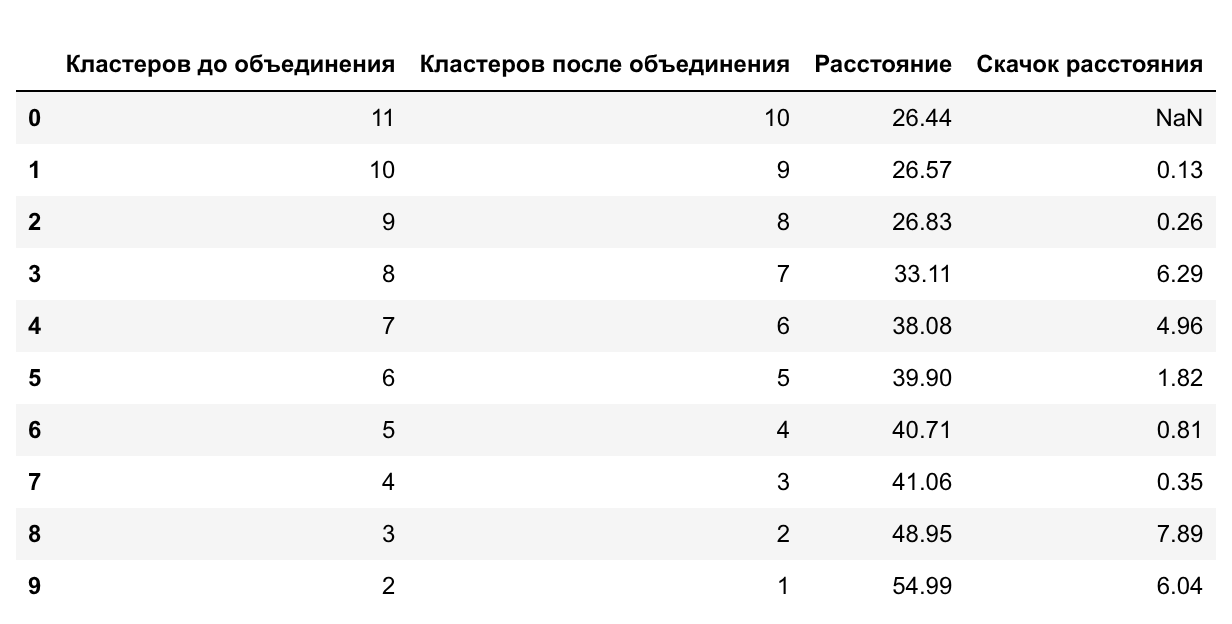 Кластеров до объединения Кластеров после объединения Расстояние Скачок расстояния
0 11 10 26.44 NaN
1 10 9 26.57 0.13
2 9 8 26.83 0.26
3 8 7 33.11 6.29
4 7 6 38.08 4.96
5 6 5 39.90 1.82
6 5 4 40.71 0.81
7 4 3 41.06 0.35
8 3 2 48.95 7.89
9 2 1 54.99 6.04